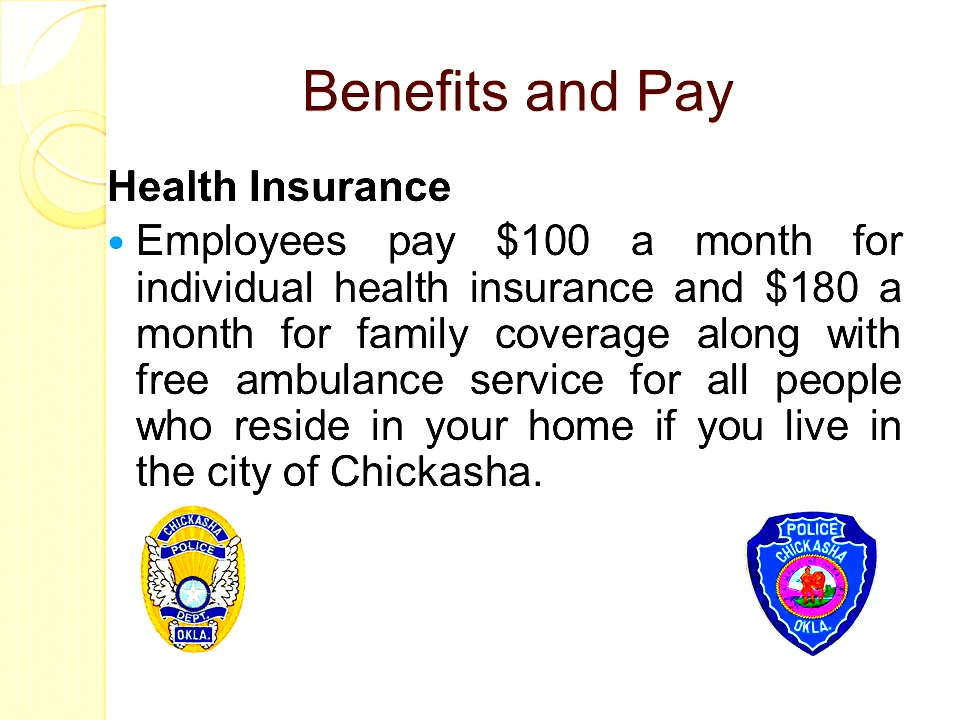 Benefits and Pay
Health Insurance
Employees pay $100 a month for
individual health insurance and $180 a
month for family coverage along with
free ambulance service for all people
who reside in your home if you live in
the city of Chickasha.
CHICKASHA
POLICE
DEPT.
OKLA.
POLICE
CHICKASHA
OKLA.